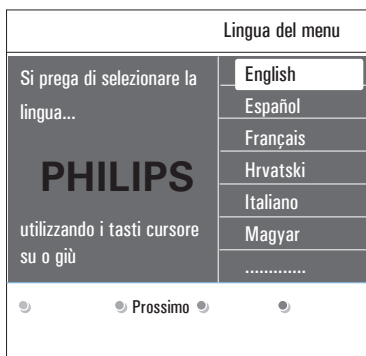 Lingua del menu
Si prega di selezionare la
lingua...
PHILIPS
utilizzando i tasti cursore
su o giù
English
Español
Français
Hrvatski
Italiano
Magyar
.............
Prossimo